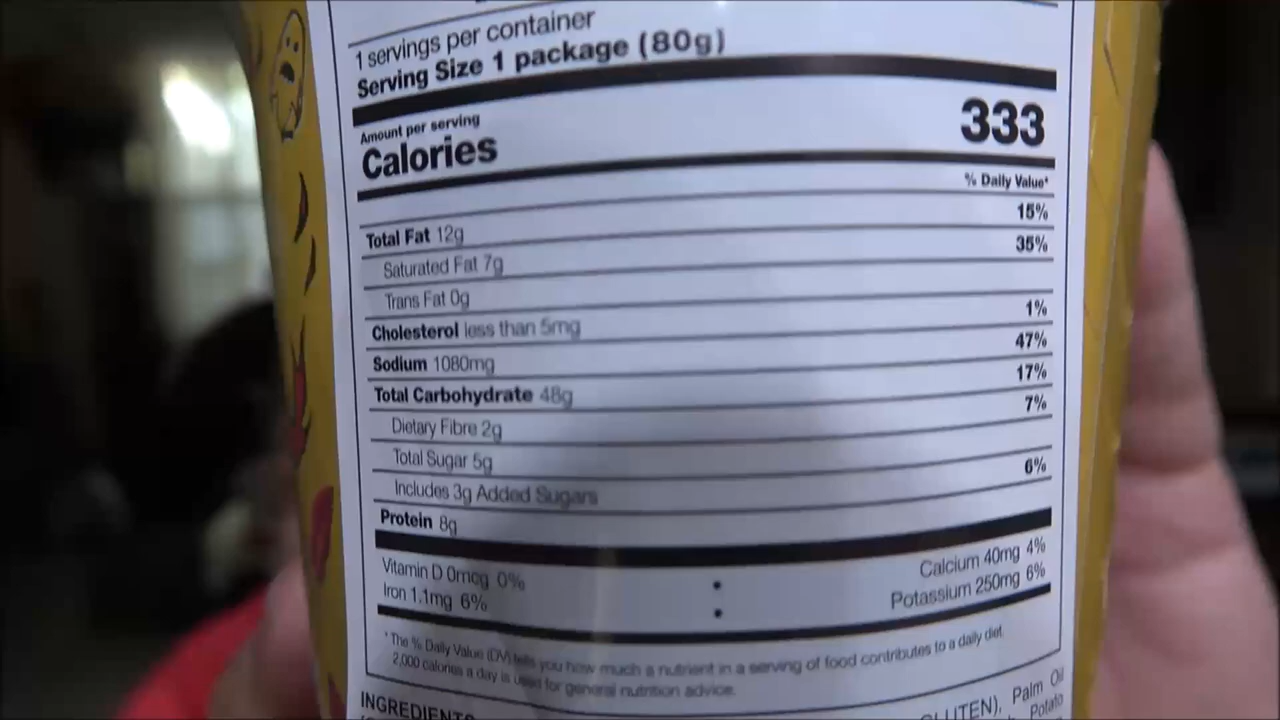 1 servings per container
Serving Size 1 package (80g)
Amount per serving
Calories 333
% Daily Value*
Total Fat 12g 15%
Saturated Fat 7g 35%
Trans Fat 0g
Cholesterol less than 5mg 1%
Sodium 1080mg 47%
Total Carbohydrate 48g 17%
Dietary Fibre 2g 7%
Total Sugar 5g
Includes 3g Added Sugars 6%
Protein 8g
Vitamin D 0mcg 0% • Calcium 40mg 4%
Iron 1.1mg 6% • Potassium 250mg 6%
*The % Daily Value (DV) tells you how much a nutrient in a serving of food contributes to a daily diet.
2,000 calories a day is used for general nutrition advice.
INGREDIENTS
GLUTEN), Palm Oil
Potato